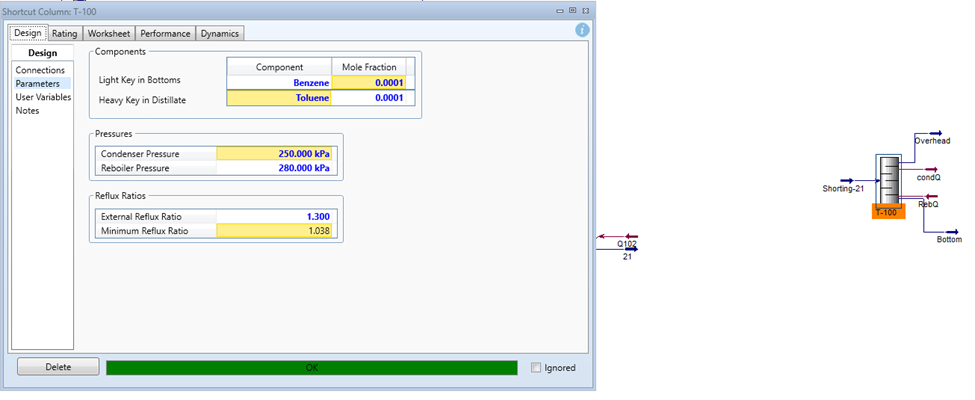 Shortcut Column: T-100
Design Rating Worksheet Performance Dynamics
Design
Connections
Parameters
User Variables
Notes
Components
Component Mole Fraction
Light Key in Bottoms Benzene 0.0001
Heavy Key in Distillate Toluene 0.0001
Pressures
Condenser Pressure 250.000 kPa
Reboiler Pressure 280.000 kPa
Reflux Ratios
External Reflux Ratio 1.300
Minimum Reflux Ratio 1.038
Delete OK Ignored
Q102
21
Overhead
condQ
Shorting-21
RebQ
T-100
Bottom